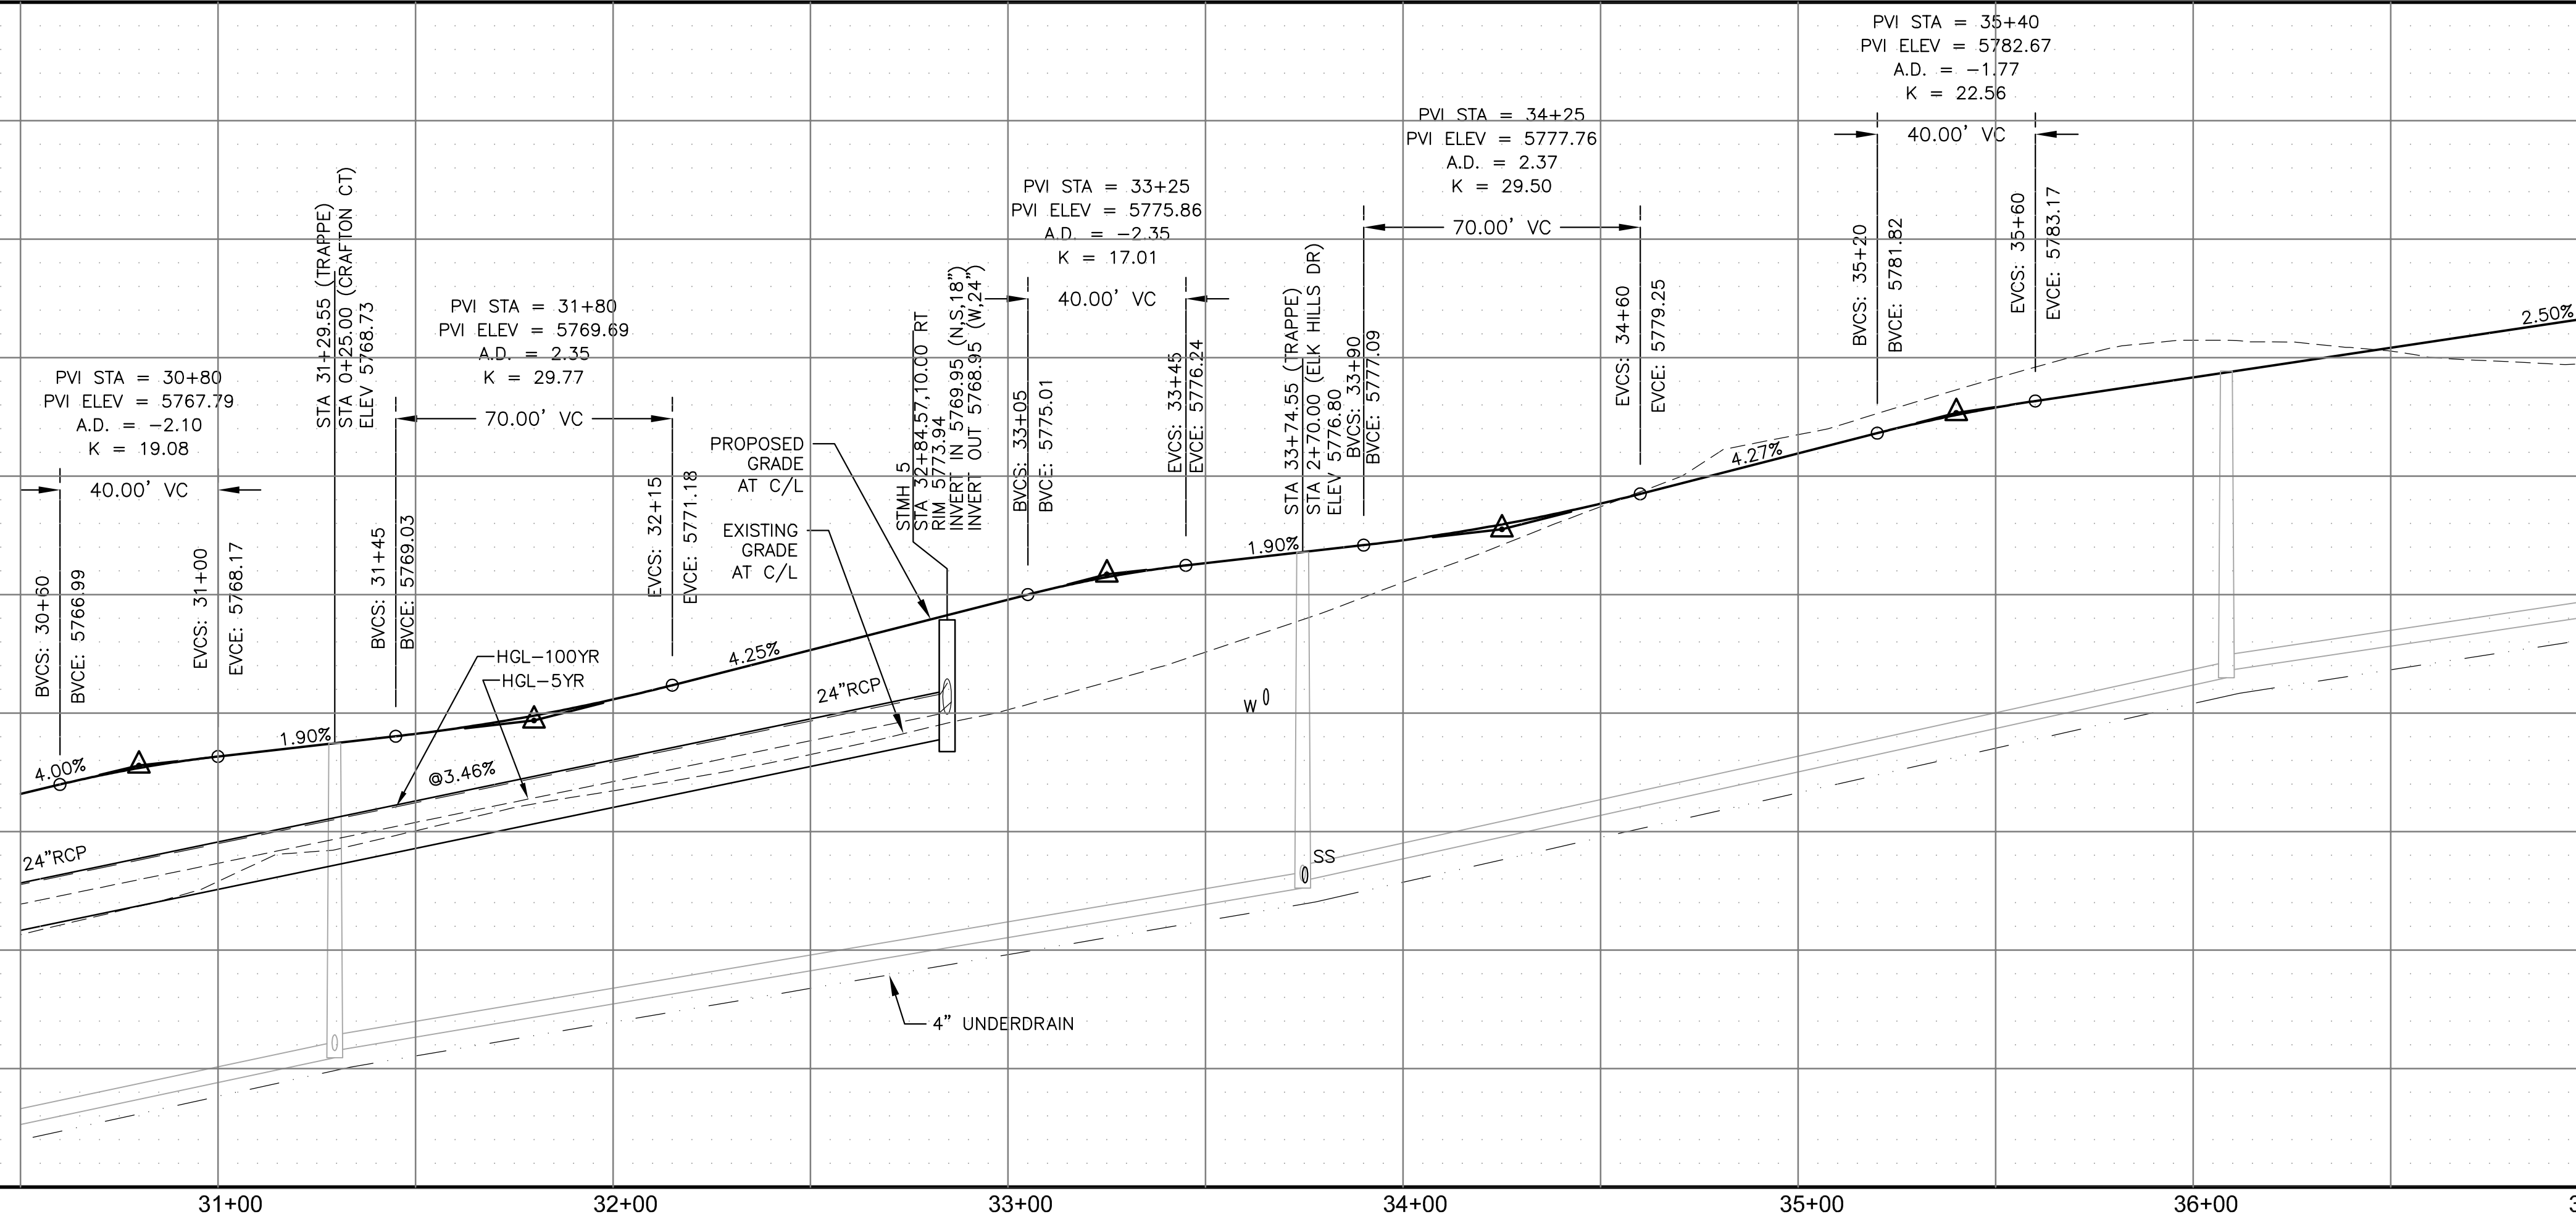 PVI STA = 30+80
PVI ELEV = 5767.79
A.D. = -2.10
K = 19.08
40.00' VC
BVCS: 30+60
BVCE: 5766.99
EVCS: 31+00
EVCE: 5768.17
4.00%
STA 31+29.55 (TRAPPE)
STA 0+25.00 (CRAFTON CT)
ELEV 5768.73
1.90%
PVI STA = 31+80
PVI ELEV = 5769.69
A.D. = 2.35
K = 29.77
70.00' VC
BVCS: 31+45
BVCE: 5769.03
EVCS: 32+15
EVCE: 5771.18
4.25%
PROPOSED
GRADE
AT C/L
EXISTING
GRADE
AT C/L
HGL-100YR
HGL-5YR
24"RCP
@3.46%
24"RCP
STMH 5
STA 32+84.57,10.00 RT
RIM 5773.94
INVERT IN 5769.95 (N,S,18")
INVERT OUT 5768.95 (W,24")
PVI STA = 33+25
PVI ELEV = 5775.86
A.D. = -2.35
K = 17.01
40.00' VC
BVCS: 33+05
BVCE: 5775.01
EVCS: 33+45
EVCE: 5776.24
1.90%
STA 33+74.55 (TRAPPE)
STA 2+70.00 (ELK HILLS DR)
ELEV 5776.80
W
SS
4" UNDERDRAIN
PVI STA = 34+25
PVI ELEV = 5777.76
A.D. = 2.37
K = 29.50
70.00' VC
BVCS: 33+90
BVCE: 5777.09
EVCS: 34+60
EVCE: 5779.25
4.27%
PVI STA = 35+40
PVI ELEV = 5782.67
A.D. = -1.77
K = 22.56
40.00' VC
BVCS: 35+20
BVCE: 5781.82
EVCS: 35+60
EVCE: 5783.17
2.50%
31+00
32+00
33+00
34+00
35+00
36+00